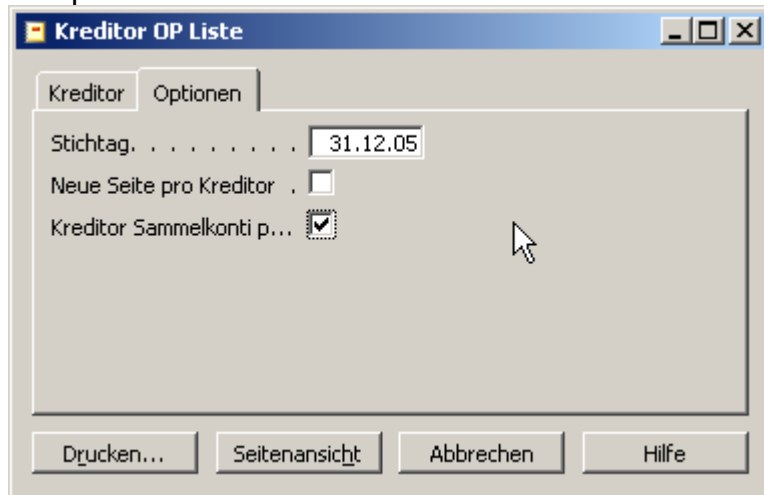 Kreditor OP Liste
Kreditor Optionen
Stichtag. . . . . . . . . . 31.12.05
Neue Seite pro Kreditor .
Kreditor Sammelkonti p...
Drucken... Seitenansicht Abbrechen Hilfe